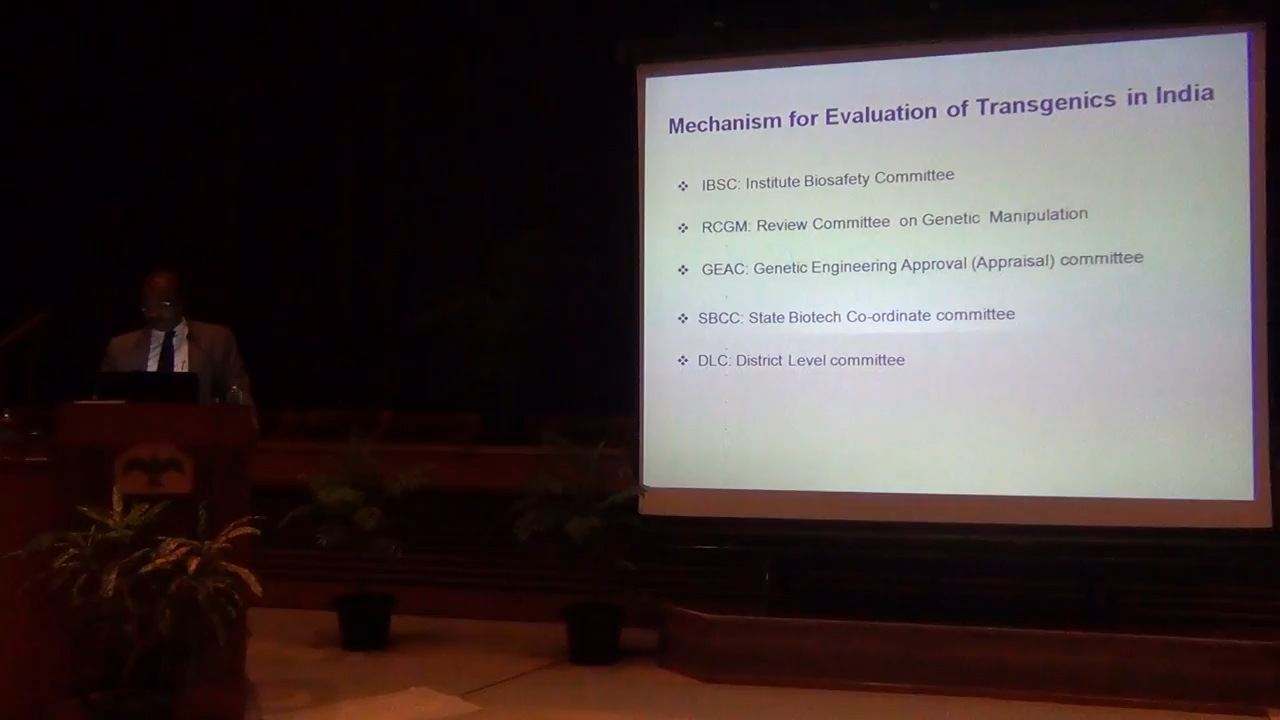 Mechanism for Evaluation of Transgenics in India
❖ IBSC: Institute Biosafety Committee
❖ RCGM: Review Committee on Genetic Manipulation
❖ GEAC: Genetic Engineering Approval (Appraisal) committee
❖ SBCC: State Biotech Co-ordinate committee
❖ DLC: District Level committee